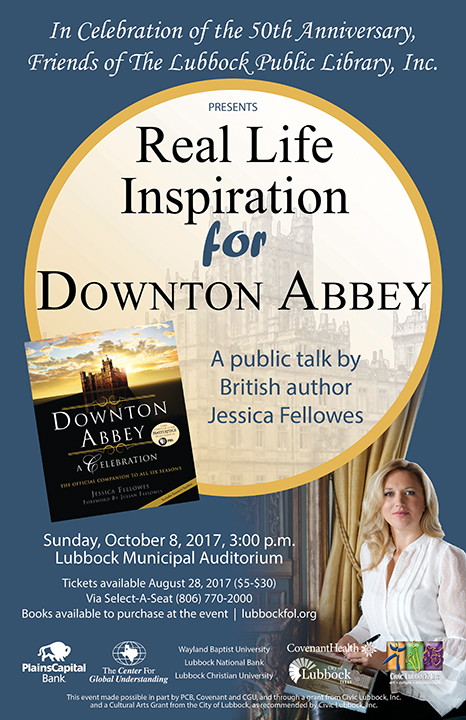 In Celebration of the 50th Anniversary,
Friends of The Lubbock Public Library, Inc.
PRESENTS
Real Life
Inspiration
for
DOWNTON ABBEY
A public talk by
British author
Jessica Fellowes
DOWNTON
ABBEY
A CELEBRATION
THE OFFICIAL COMPANION TO ALL SIX SEASONS
JESSICA FELLOWES
FOREWORD BY JULIAN FELLOWES
Sunday, October 8, 2017, 3:00 p.m.
Lubbock Municipal Auditorium
Tickets available August 28, 2017 ($5-$30)
Via Select-A-Seat (806) 770-2000
Books available to purchase at the event | lubbockfol.org
PlainsCapital
Bank
The Center For
Global Understanding
Wayland Baptist University
Lubbock National Bank
Lubbock Christian University
CovenantHealth
City of
Lubbock
TEXAS
Civic Lubbock, Inc.
This event made possible in part by PCB, Covenant and CGU, and through a grant from Civic Lubbock, Inc.
and a Cultural Arts Grant from the City of Lubbock, as recommended by Civic Lubbock, Inc.